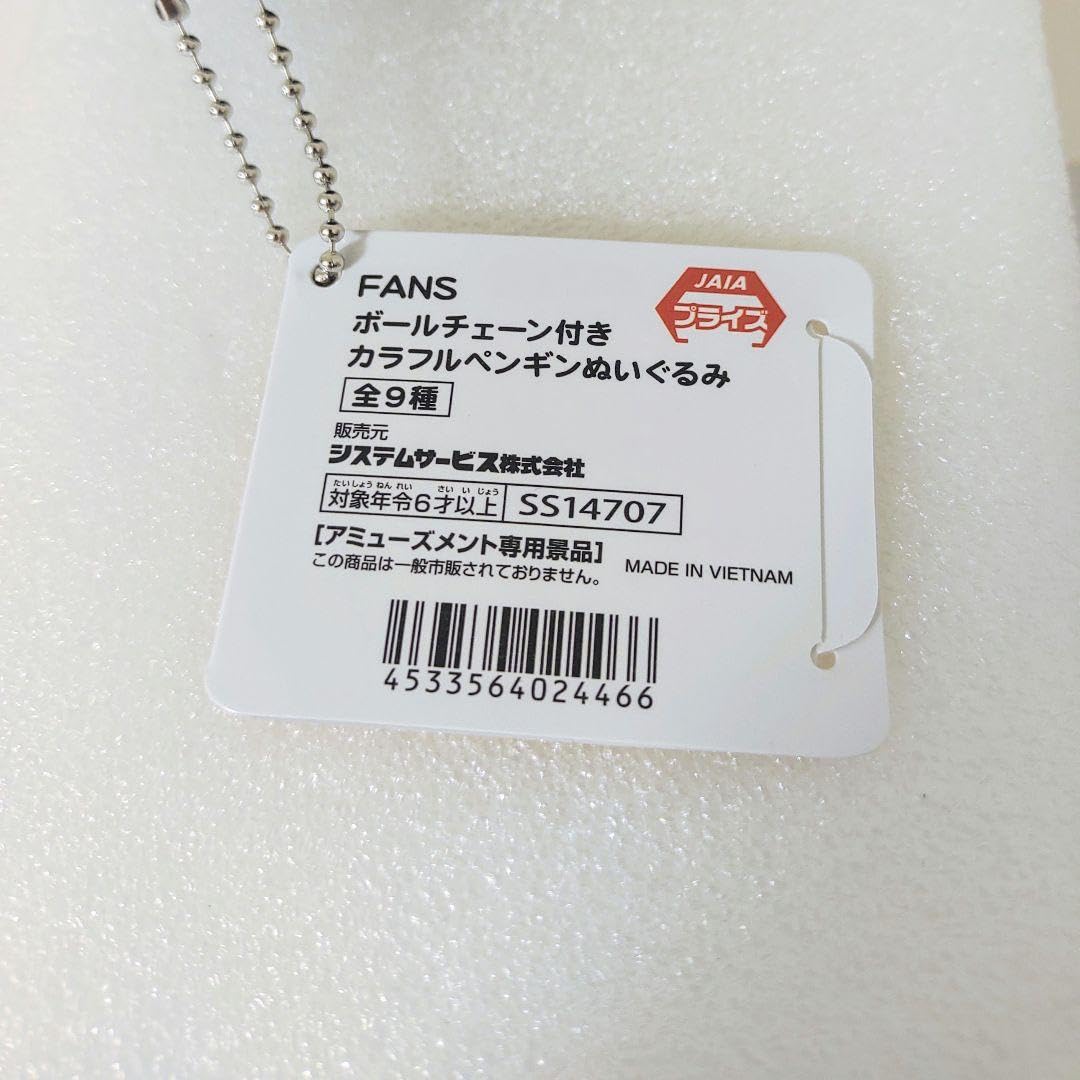 FANS
JAIA
プライズ
ボールチェーン付き
カラフルペンギンぬいぐるみ
全9種
販売元
システムサービス株式会社
たいしょうねんれい さいいじょう
対象年令6才以上 SS14707
[アミューズメント専用景品]
この商品は一般市販されておりません。 MADE IN VIETNAM
4533564024466